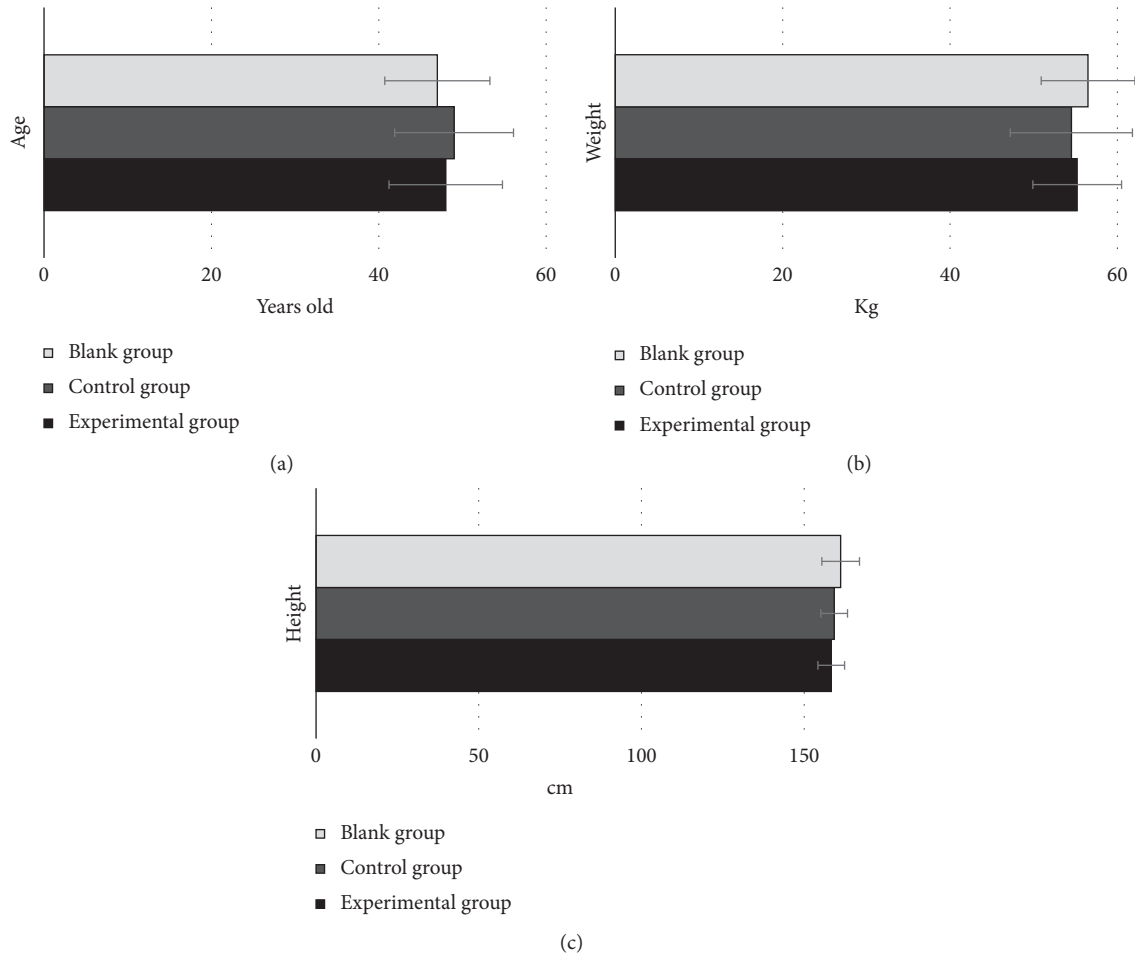 Age
0
20
40
60
Years old
Blank group
Control group
Experimental group
(a)
Weight
0
20
40
60
Kg
Blank group
Control group
Experimental group
(b)
Height
0
50
100
150
cm
Blank group
Control group
Experimental group
(c)